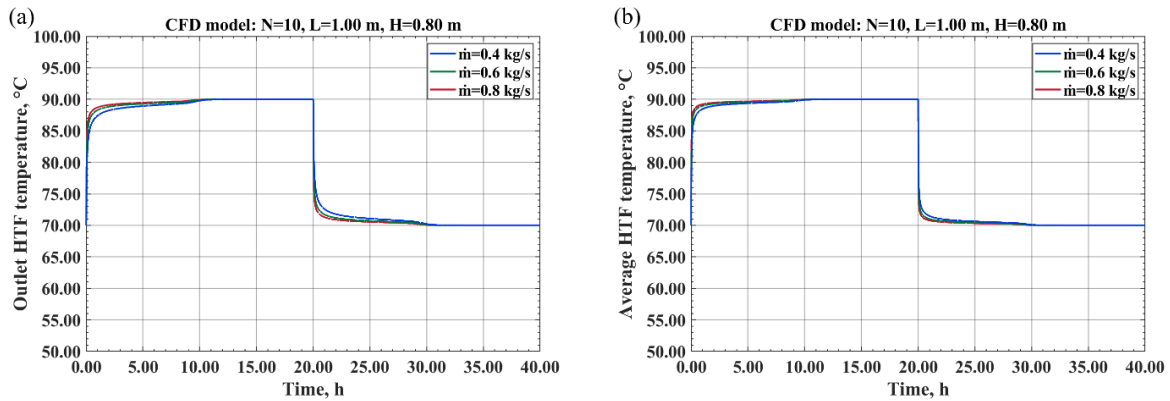 (a)
CFD model: N=10, L=1.00 m, H=0.80 m
100.00
95.00
90.00
85.00
80.00
75.00
70.00
65.00
60.00
55.00
50.00
Outlet HTF temperature, °C
ṁ=0.4 kg/s
ṁ=0.6 kg/s
ṁ=0.8 kg/s
0.00 5.00 10.00 15.00 20.00 25.00 30.00 35.00 40.00
Time, h
(b)
CFD model: N=10, L=1.00 m, H=0.80 m
100.00
95.00
90.00
85.00
80.00
75.00
70.00
65.00
60.00
55.00
50.00
Average HTF temperature, °C
ṁ=0.4 kg/s
ṁ=0.6 kg/s
ṁ=0.8 kg/s
0.00 5.00 10.00 15.00 20.00 25.00 30.00 35.00 40.00
Time, h